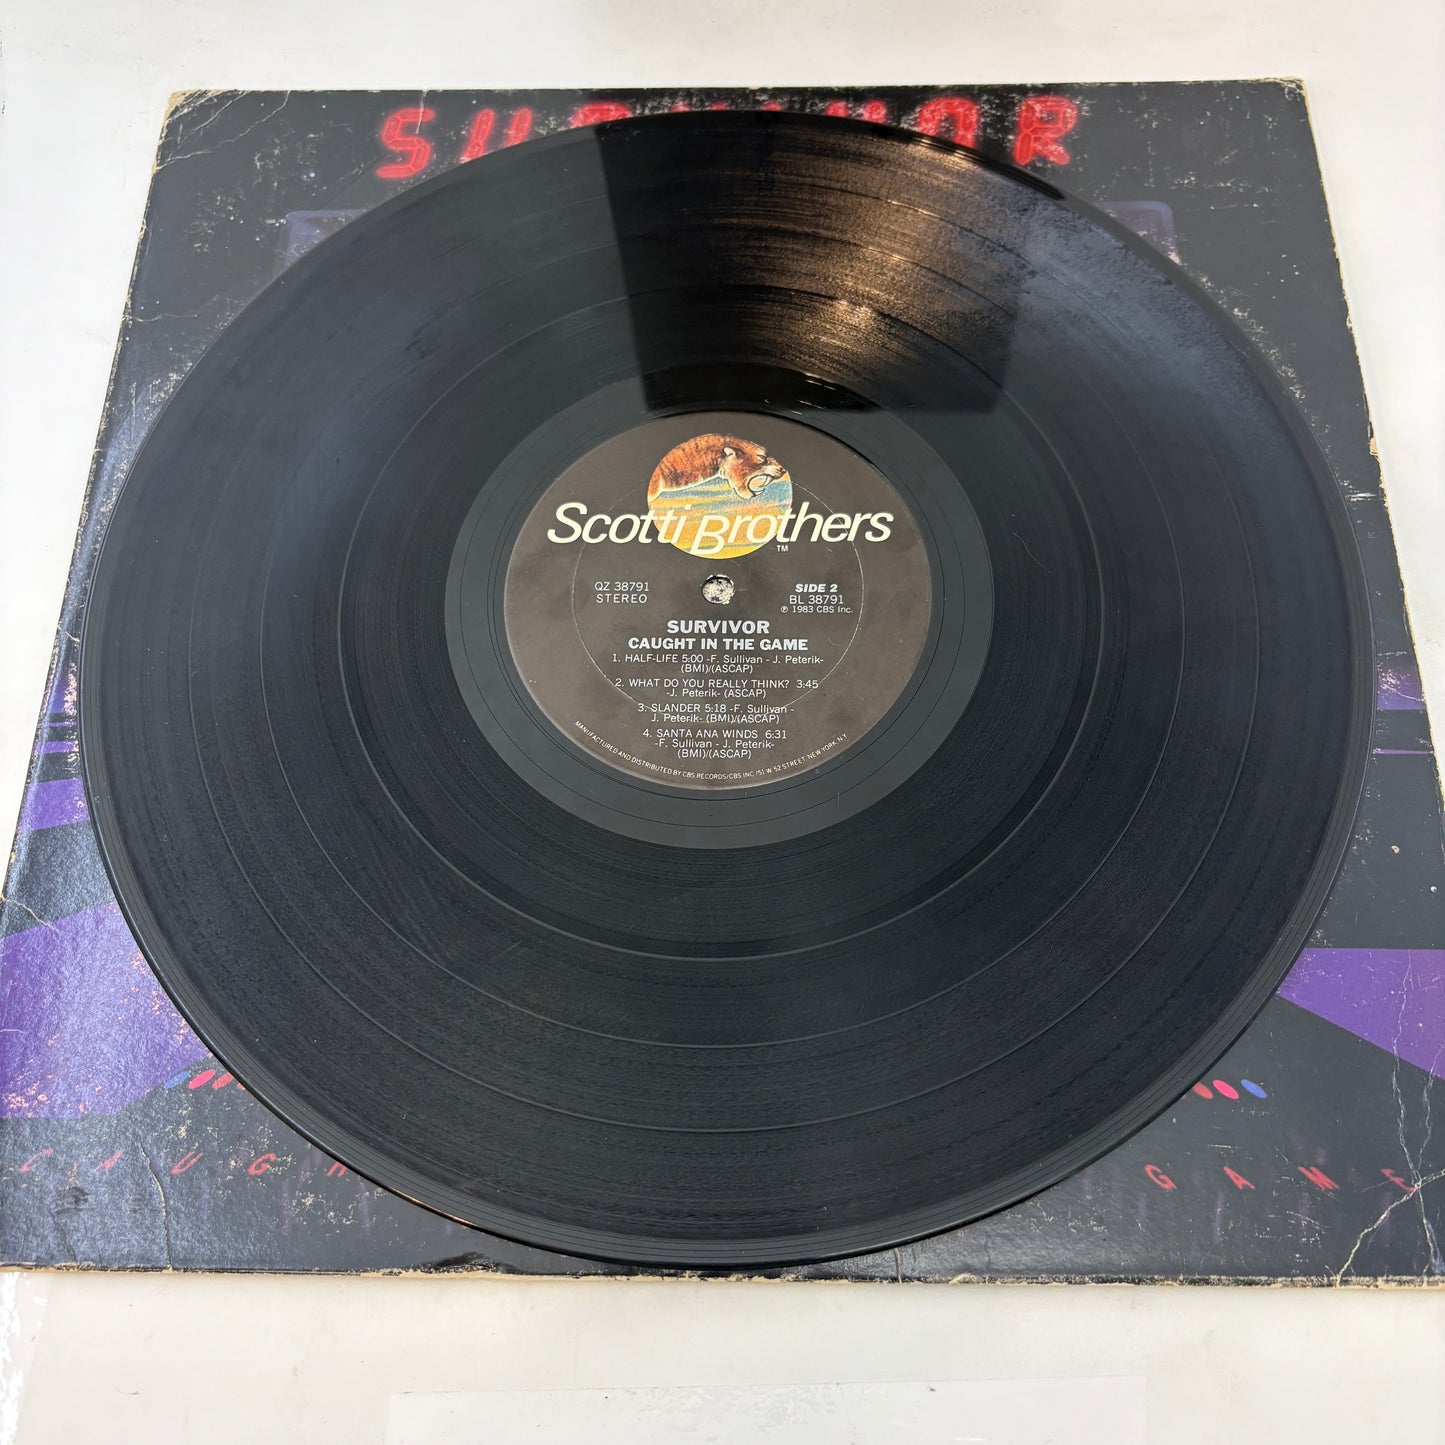 SURVIVOR
Scotti Brothers
TM
QZ 38791
STEREO
SIDE 2
BL 38791
℗ 1983 CBS Inc.
SURVIVOR
CAUGHT IN THE GAME
1. HALF-LIFE 5:00 -F. Sullivan - J. Peterik-
(BMI)/(ASCAP)
2. WHAT DO YOU REALLY THINK? 3:45
-J. Peterik- (ASCAP)
3. SLANDER 5:18 -F. Sullivan -
J. Peterik- (BMI)/(ASCAP)
4. SANTA ANA WINDS 6:31
-F. Sullivan - J. Peterik-
(BMI)/(ASCAP)
MANUFACTURED AND DISTRIBUTED BY CBS RECORDS/CBS INC./51 W. 52 STREET, NEW YORK, N.Y.
CAUGH GAME